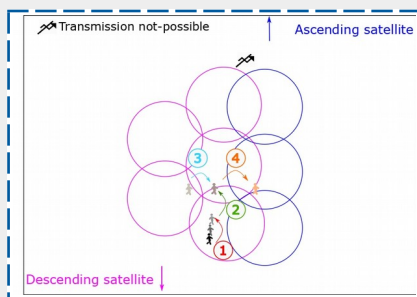 Transmission not-possible
Ascending satellite
3
4
2
1
Descending satellite